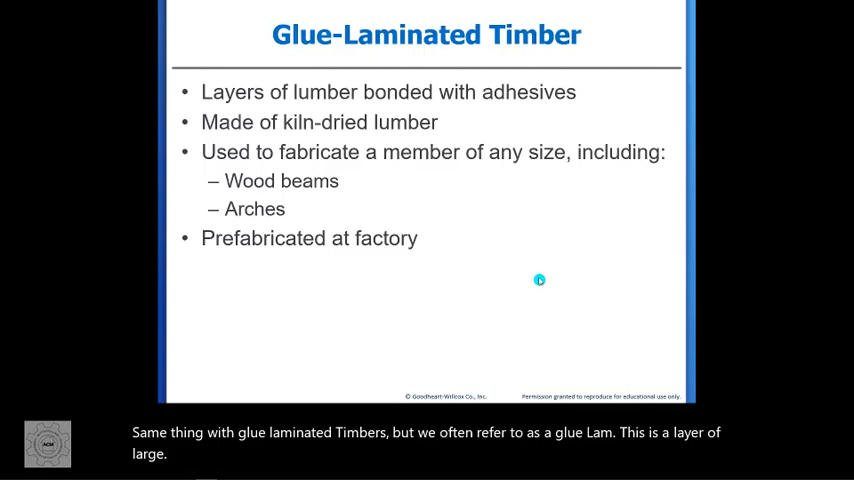 Glue-Laminated Timber
• Layers of lumber bonded with adhesives
• Made of kiln-dried lumber
• Used to fabricate a member of any size, including:
– Wood beams
– Arches
• Prefabricated at factory
© Goodheart-Willcox Co., Inc. Permission granted to reproduce for educational use only.
ACM
Same thing with glue laminated Timbers, but we often refer to as a glue Lam. This is a layer of
large.